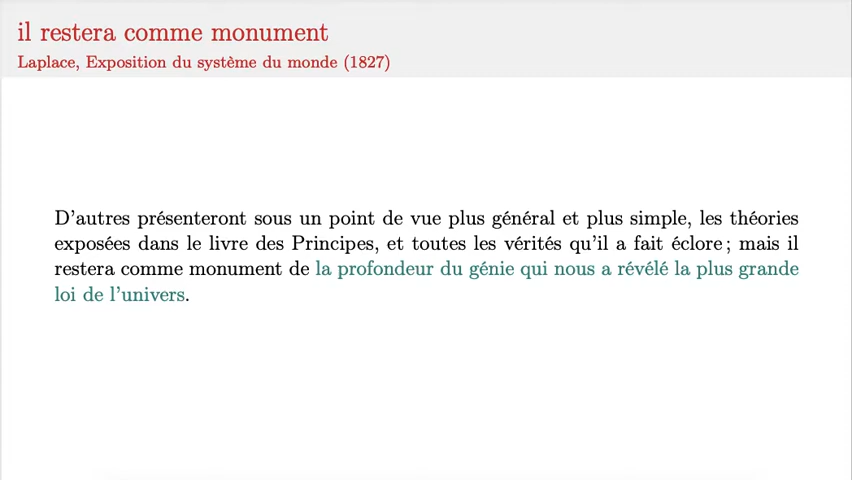 il restera comme monument
Laplace, Exposition du système du monde (1827)
D'autres présenteront sous un point de vue plus général et plus simple, les théories
exposées dans le livre des Principes, et toutes les vérités qu'il a fait éclore ; mais il
restera comme monument de la profondeur du génie qui nous a révélé la plus grande
loi de l'univers.